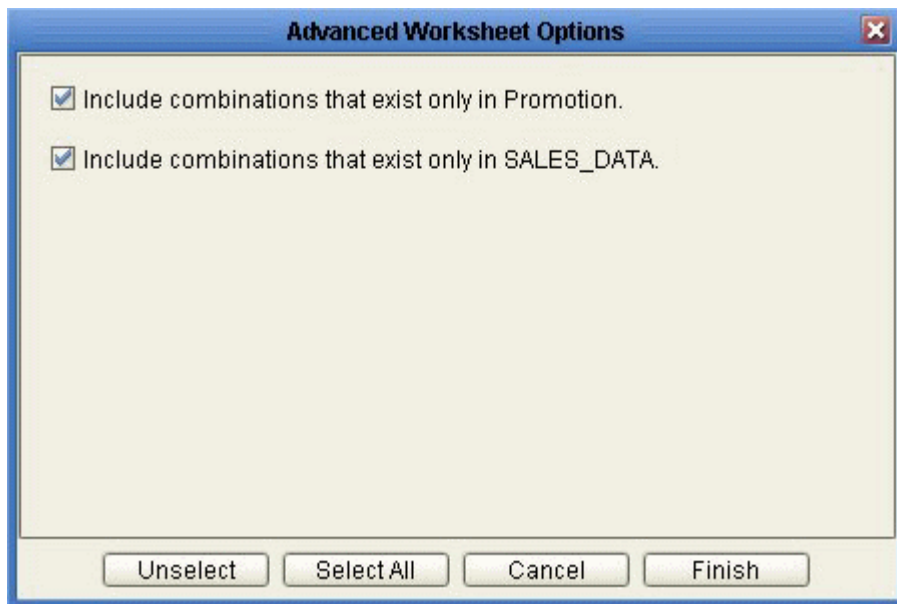 Advanced Worksheet Options
Include combinations that exist only in Promotion.
Include combinations that exist only in SALES_DATA.
Unselect Select All Cancel Finish